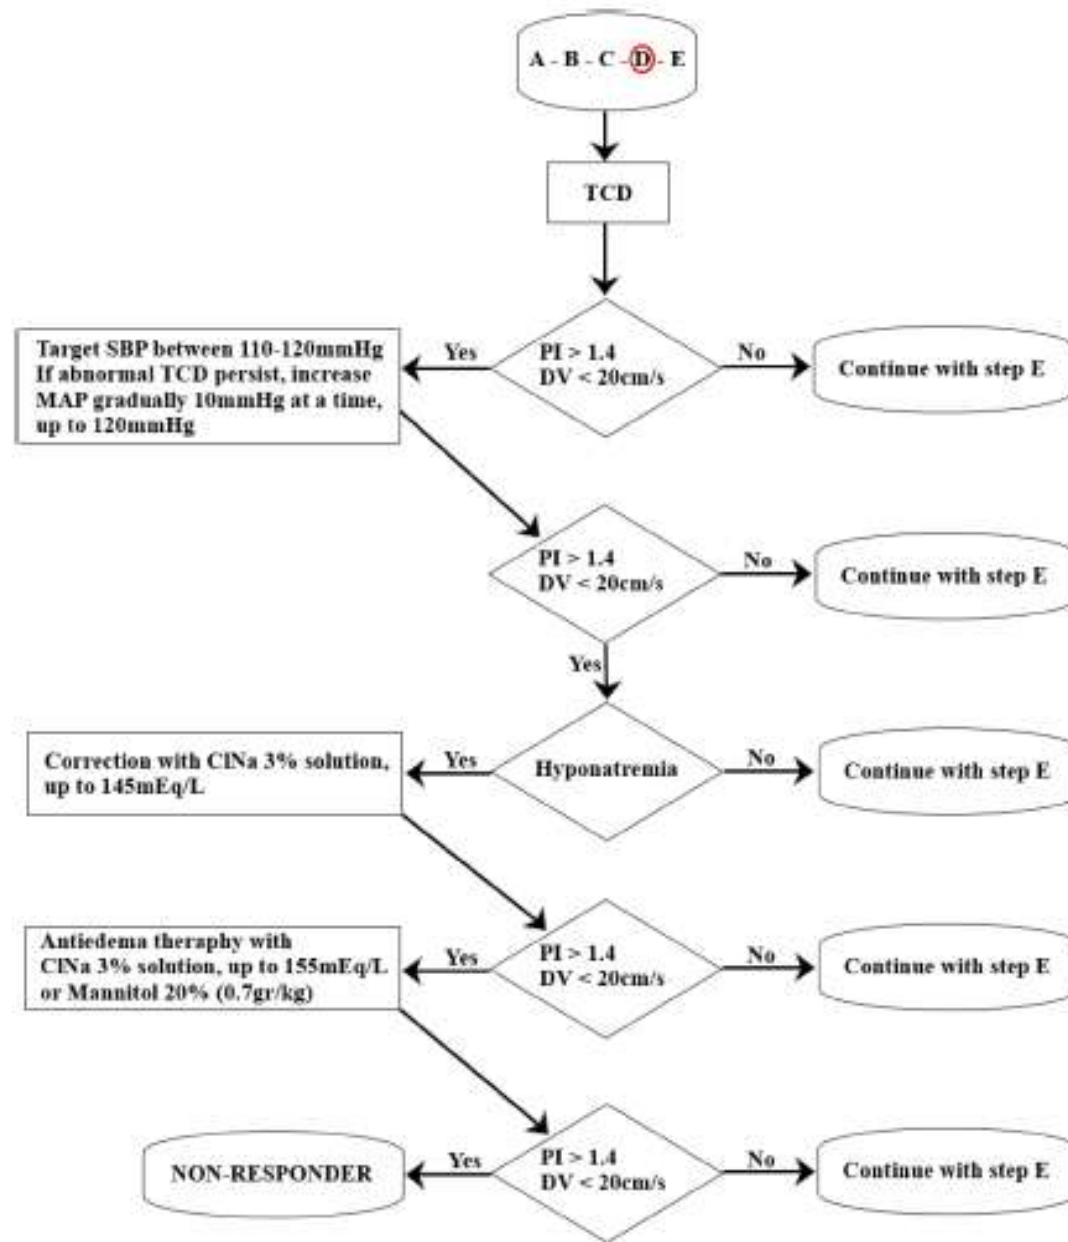 A - B - C - D - E
TCD
PI > 1.4
DV < 20cm/s
Yes
No
Target SBP between 110-120mmHg
If abnormal TCD persist, increase
MAP gradually 10mmHg at a time,
up to 120mmHg
Continue with step E
PI > 1.4
DV < 20cm/s
No
Continue with step E
Yes
Hyponatremia
Yes
No
Correction with ClNa 3% solution,
up to 145mEq/L
Continue with step E
PI > 1.4
DV < 20cm/s
Yes
No
Antiedema theraphy with
ClNa 3% solution, up to 155mEq/L
or Mannitol 20% (0.7gr/kg)
Continue with step E
PI > 1.4
DV < 20cm/s
Yes
No
NON-RESPONDER
Continue with step E